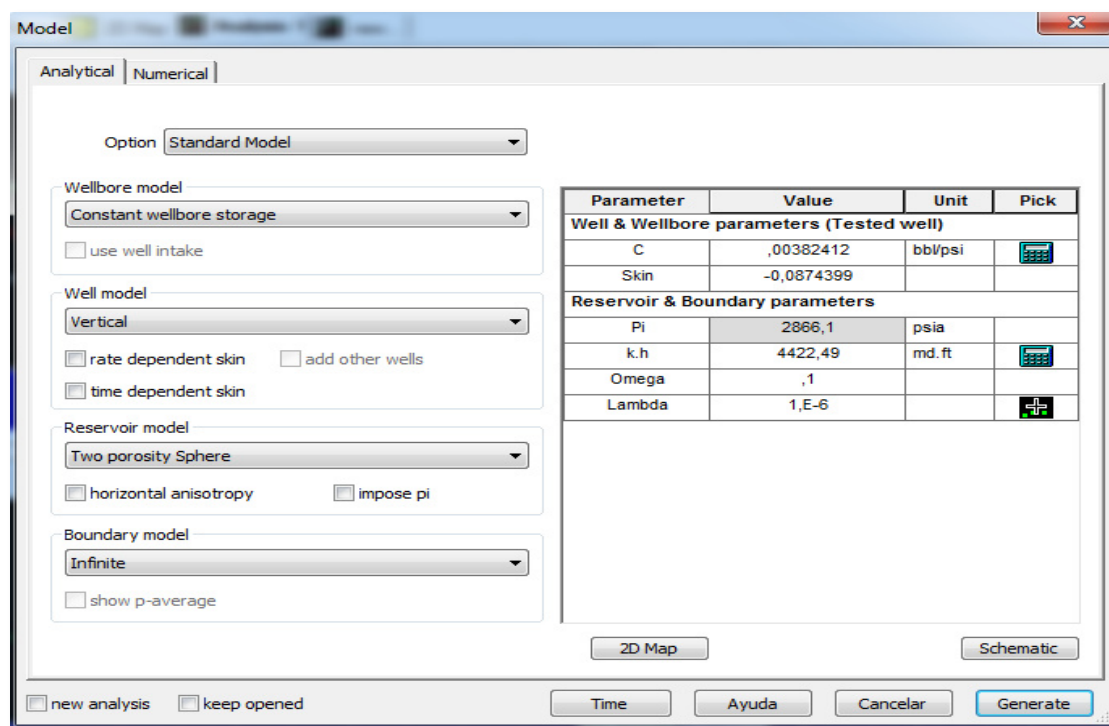 Model
Analytical
Numerical
Option Standard Model
Wellbore model
Constant wellbore storage
use well intake
Well model
Vertical
rate dependent skin add other wells
time dependent skin
Reservoir model
Two porosity Sphere
horizontal anisotropy impose pi
Boundary model
Infinite
show p-average
Parameter Value Unit Pick
Well & Wellbore parameters (Tested well)
C ,00382412 bbl/psi
Skin -0,0874399
Reservoir & Boundary parameters
Pi 2866,1 psia
k.h 4422,49 md.ft
Omega ,1
Lambda 1,E-6
2D Map Schematic
new analysis keep opened Time Ayuda Cancelar Generate